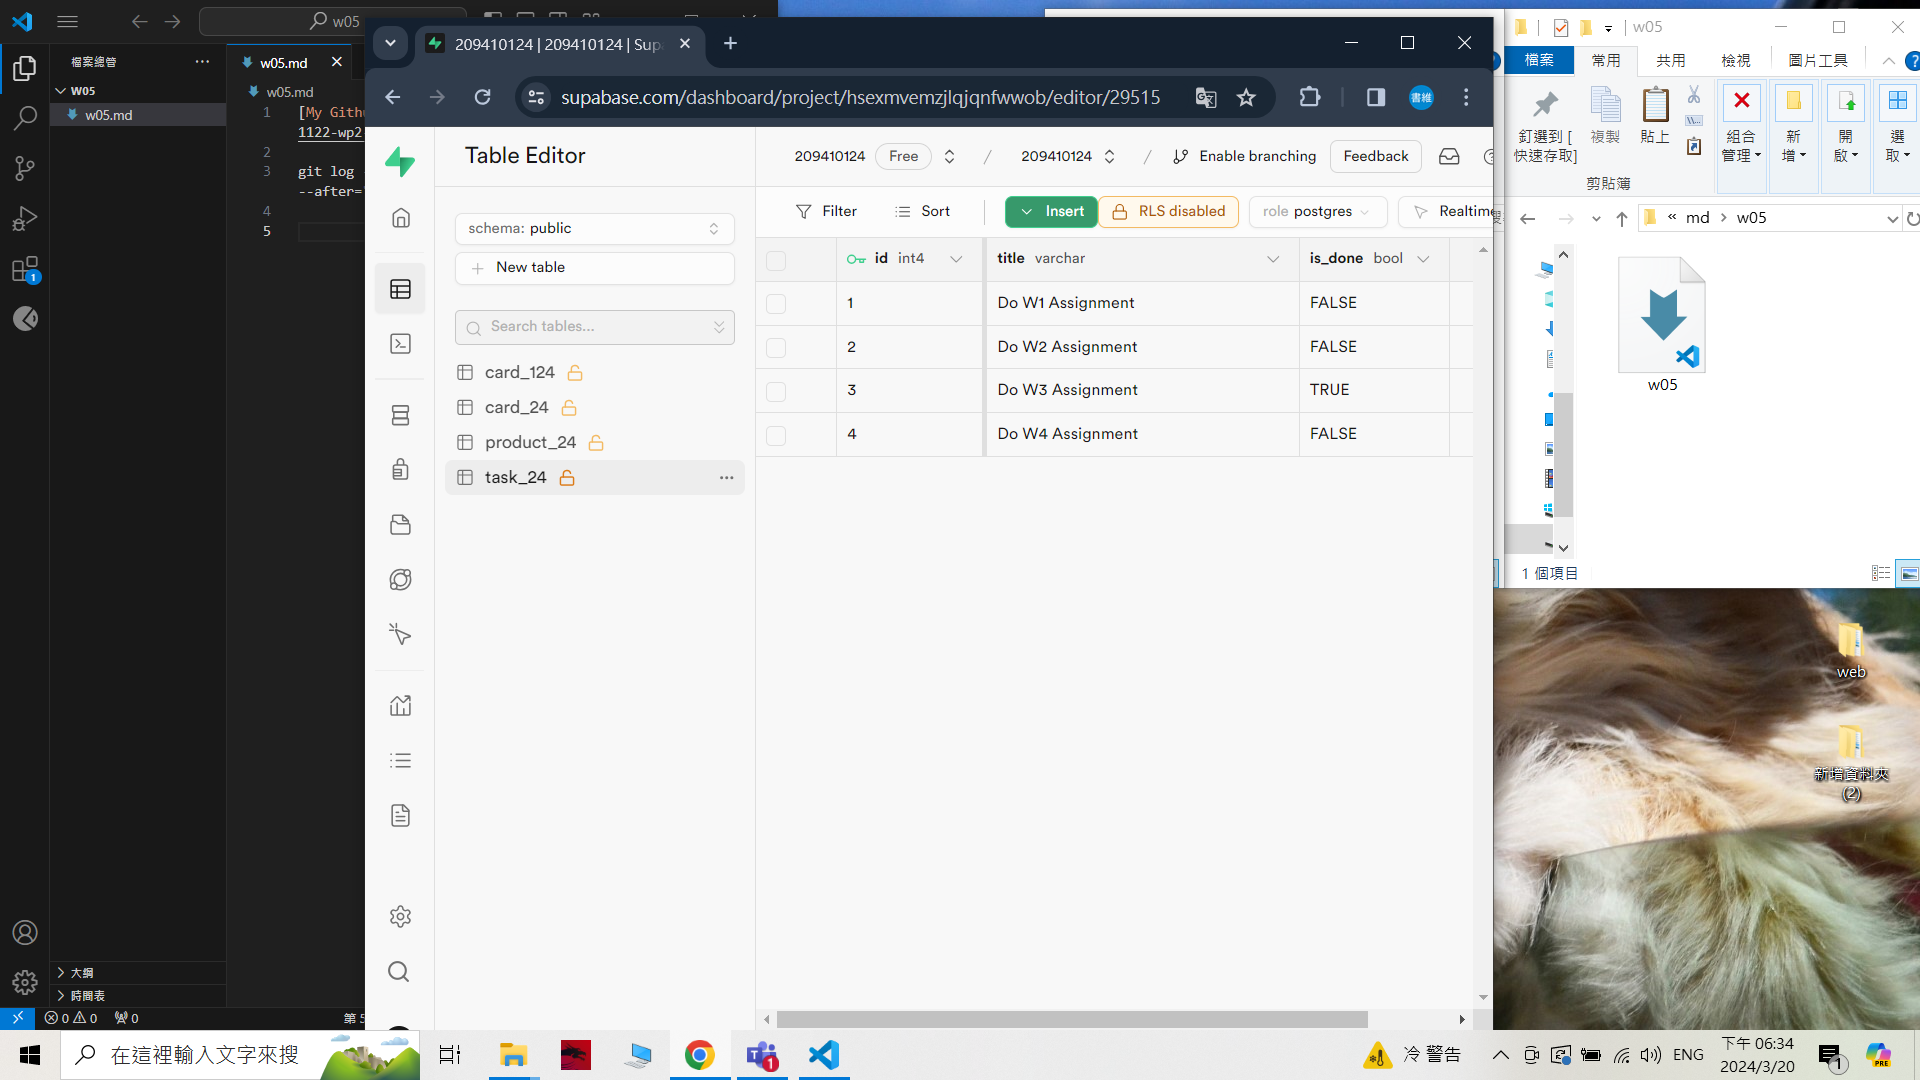 w05
檔案總管
W05
w05.md
w05.md
w05.md
1
[My Gith
1122-wp2
2
3
git log
--after=
4
5
1
大綱
時間表
0 0
0
第 5
209410124 | 209410124 | Sup
supabase.com/dashboard/project/hsexmvemzjlqjqnfwwob/editor/29515
書維
Table Editor
209410124
Free
/
209410124
/
Enable branching
Feedback
schema: public
New table
Search tables...
card_124
card_24
product_24
task_24
Filter
Sort
Insert
RLS disabled
role postgres
Realtime
id int4
title varchar
is_done bool
1
Do W1 Assignment
FALSE
2
Do W2 Assignment
FALSE
3
Do W3 Assignment
TRUE
4
Do W4 Assignment
FALSE
w05
檔案
常用
共用
檢視
圖片工具
釘選到 [
快速存取]
複製
貼上
組合
管理
新
增
開
啟
選
取
剪貼簿
« md > w05
w05
1 個項目
web
新增資料夾
(2)
在這裡輸入文字來搜
1
冷 警告
ENG
下午 06:34
2024/3/20
1
PRE